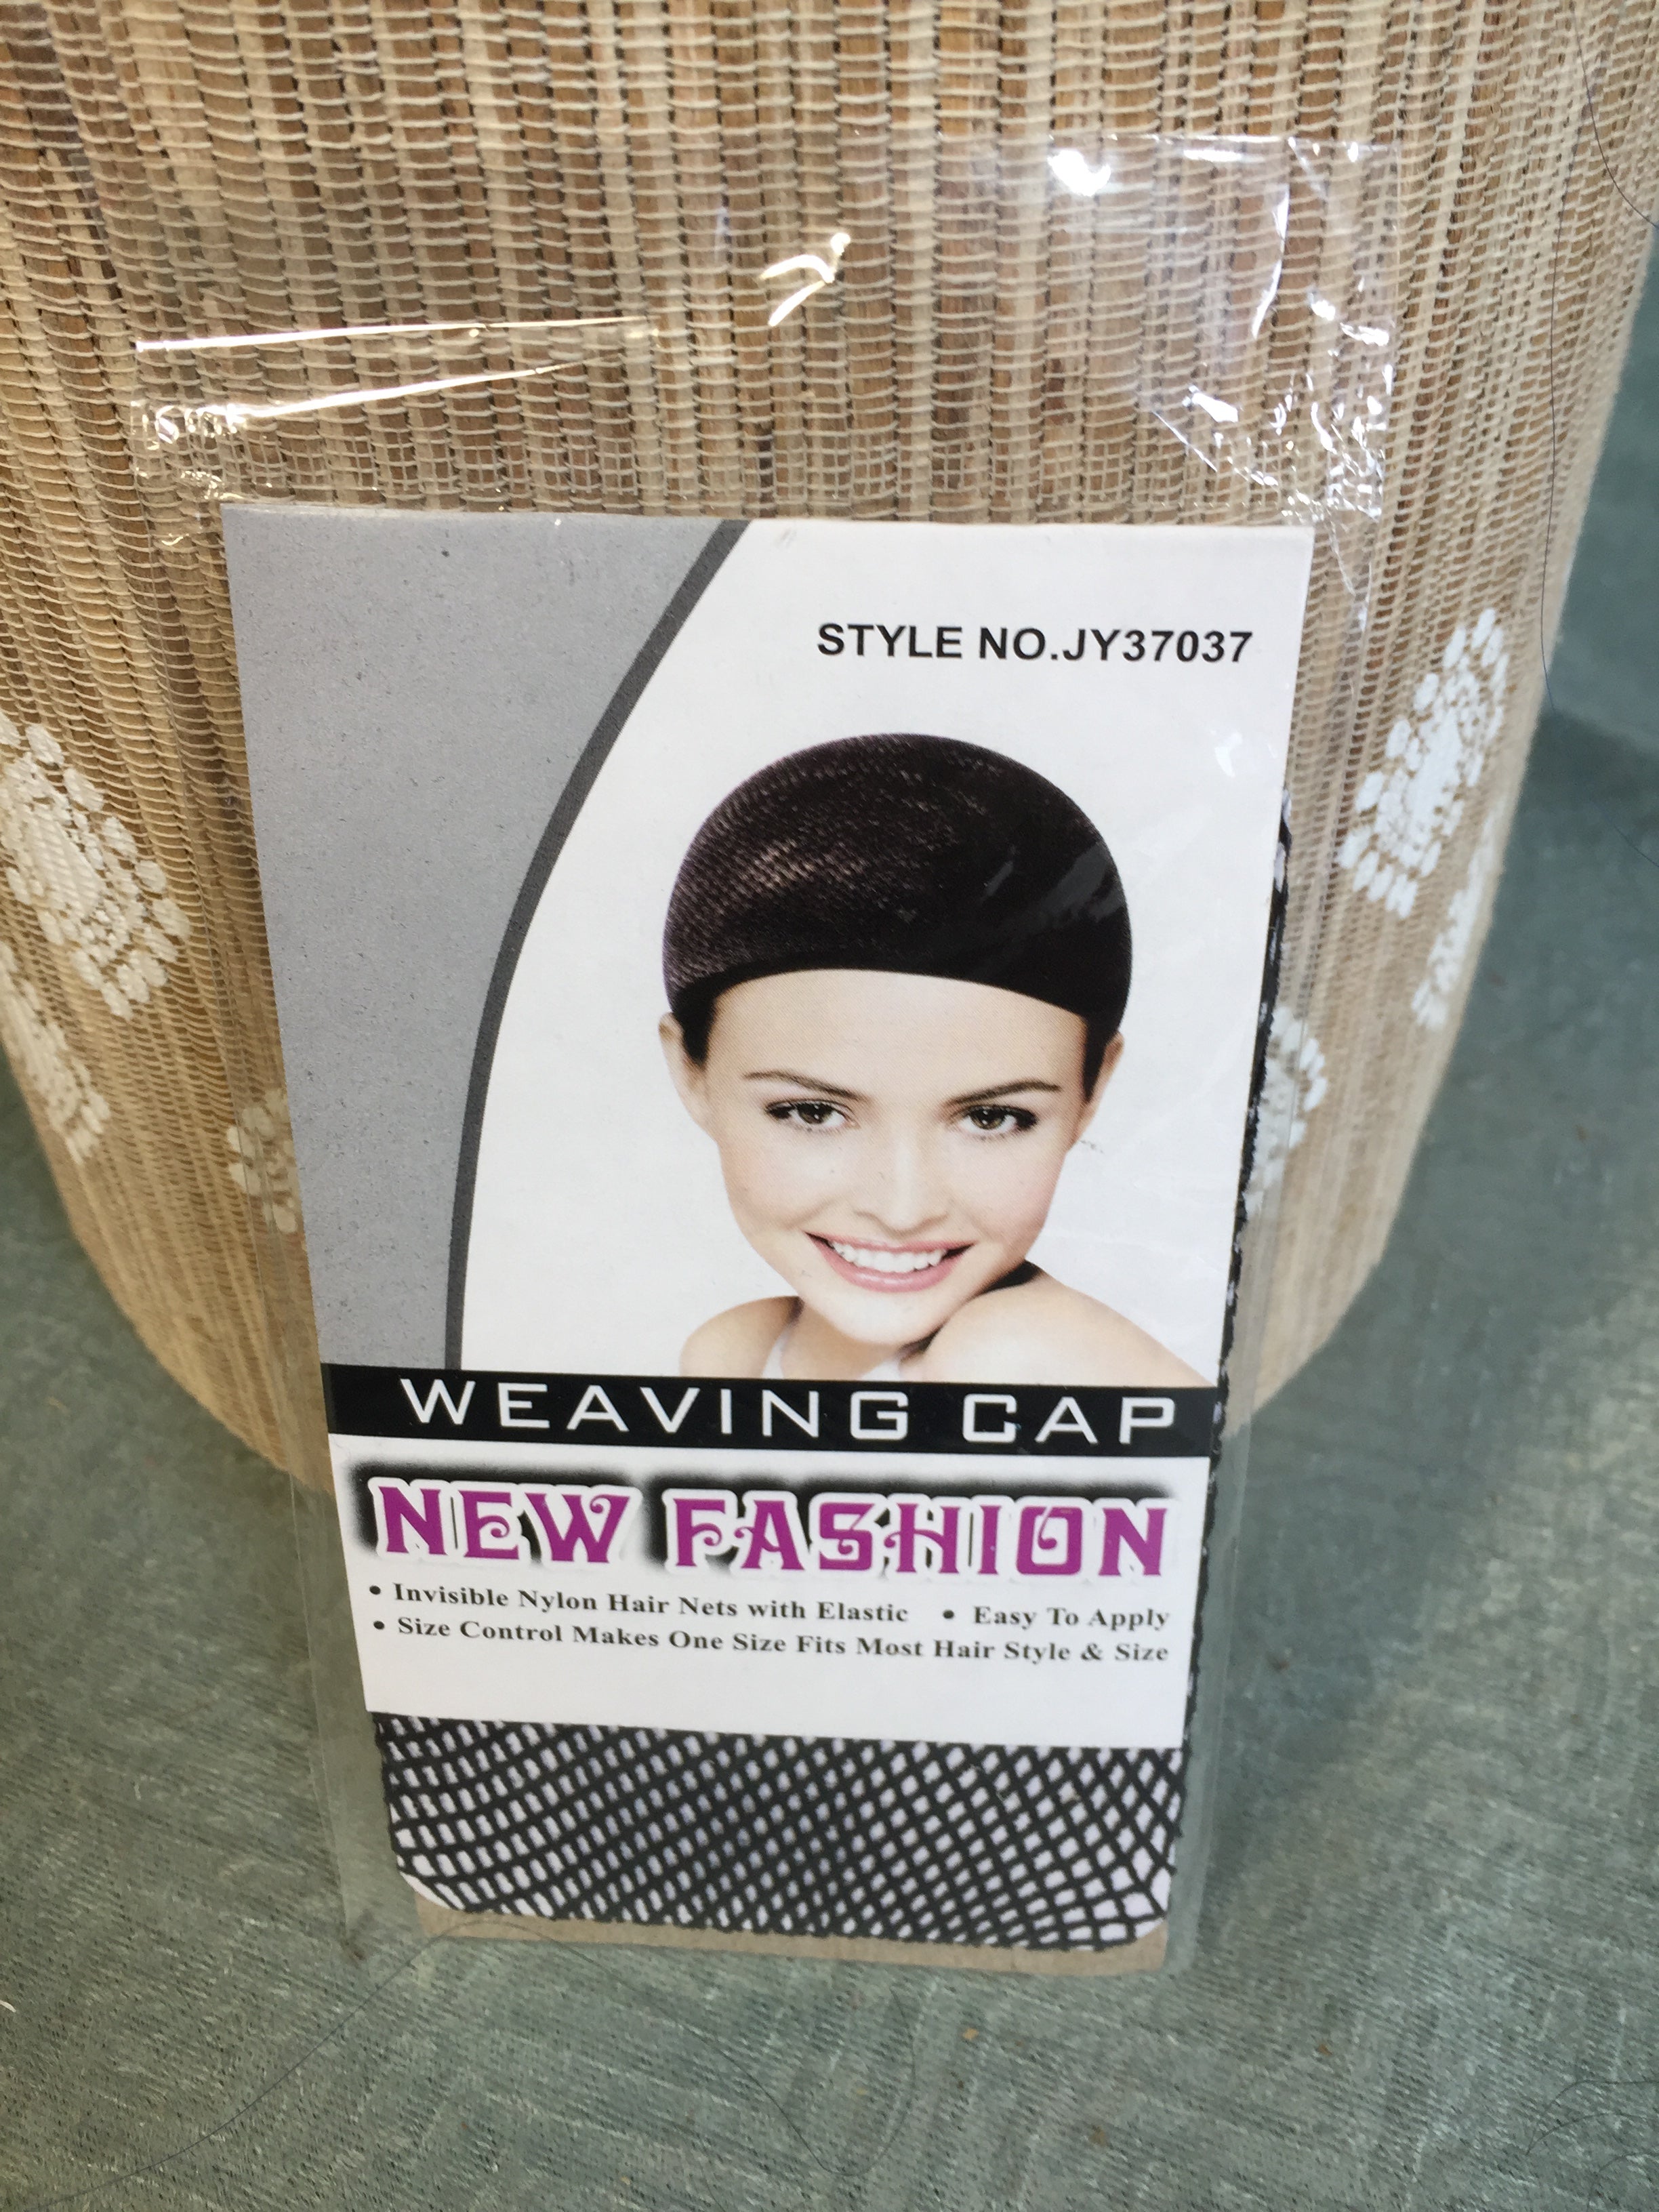 STYLE NO.JY37037
WEAVING CAP
NEW FASHION
• Invisible Nylon Hair Nets with Elastic • Easy To Apply
• Size Control Makes One Size Fits Most Hair Style & Size